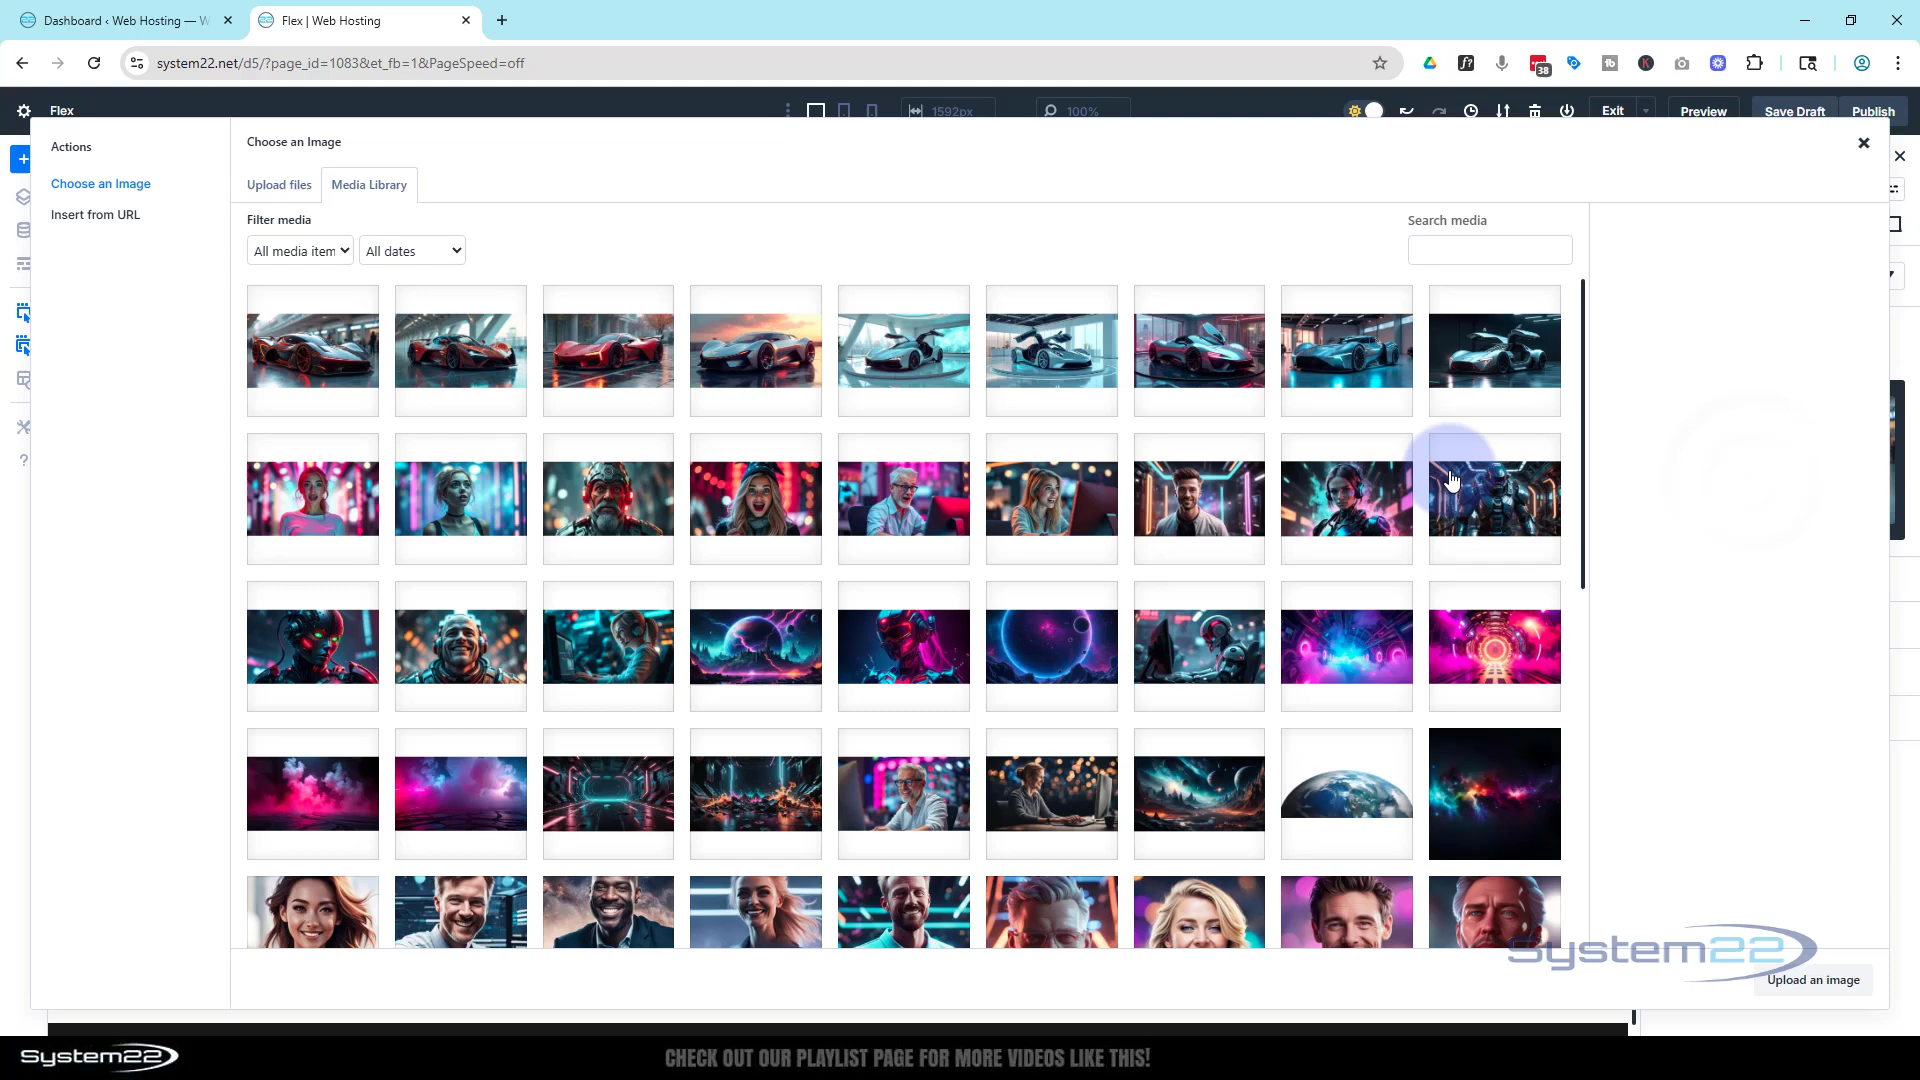 Dashboard ‹ Web Hosting — W
Flex | Web Hosting
system22.net/d5/?page_id=1083&et_fb=1&PageSpeed=off
38
Flex
1592px
100%
Exit
Preview
Save Draft
Publish
Actions
Choose an Image
Insert from URL
Choose an Image
Upload files
Media Library
Filter media
All media item
All dates
Search media
System22
Upload an image
System22
CHECK OUT OUR PLAYLIST PAGE FOR MORE VIDEOS LIKE THIS!